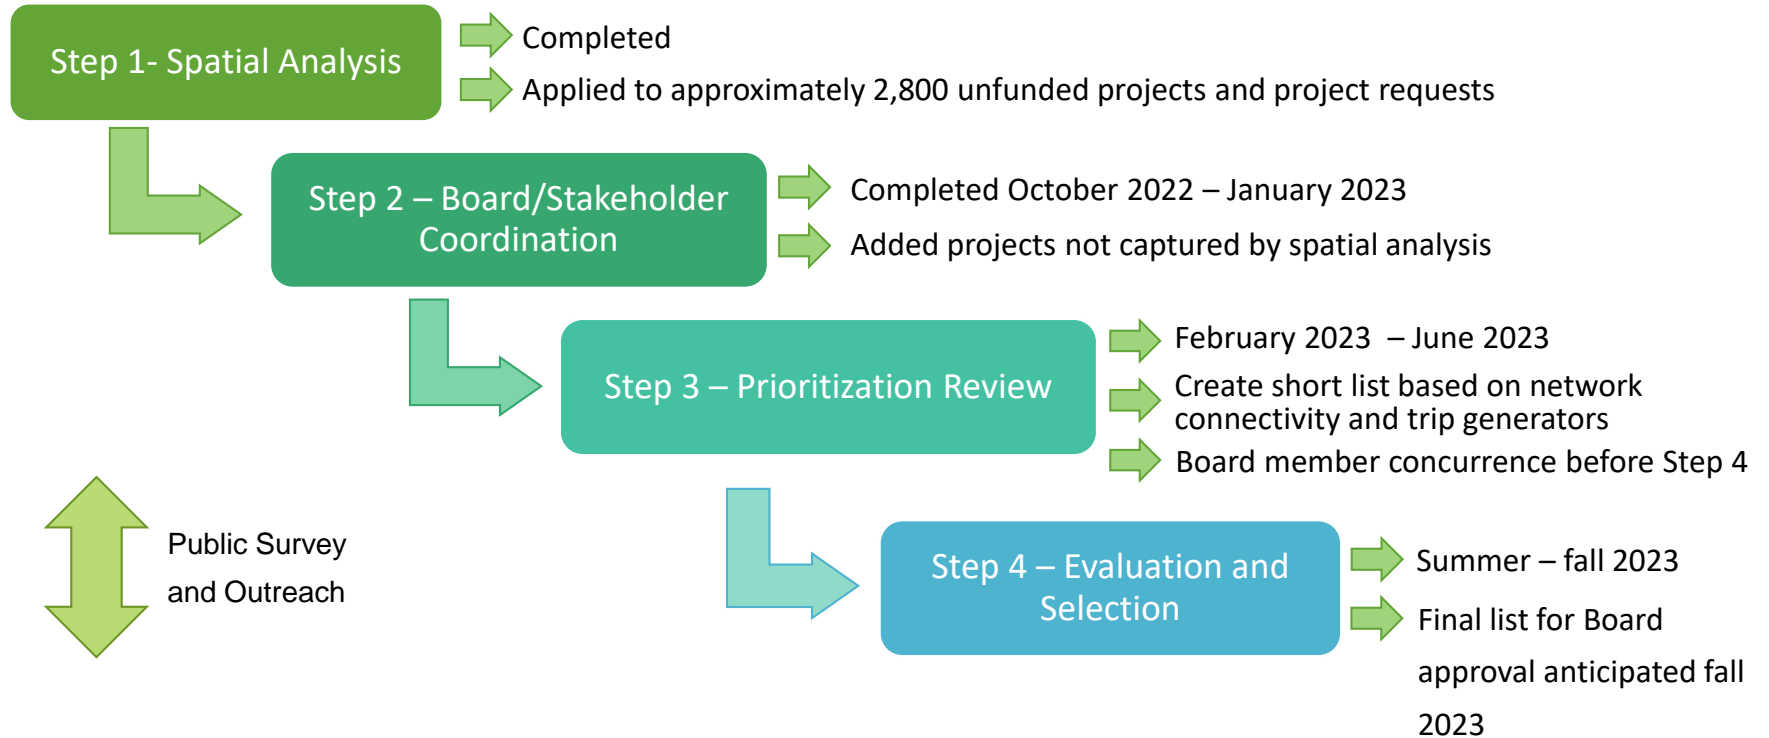 Step 1- Spatial Analysis
Completed
Applied to approximately 2,800 unfunded projects and project requests
Step 2 – Board/Stakeholder
Coordination
Completed October 2022 – January 2023
Added projects not captured by spatial analysis
Step 3 – Prioritization Review
February 2023 – June 2023
Create short list based on network
connectivity and trip generators
Board member concurrence before Step 4
Public Survey
and Outreach
Step 4 – Evaluation and
Selection
Summer – fall 2023
Final list for Board
approval anticipated fall
2023